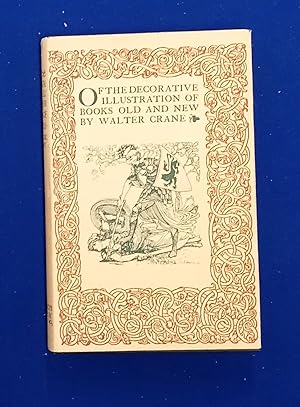 OF THE DECORATIVE
ILLUSTRATION OF
BOOKS OLD AND NEW
BY WALTER CRANE